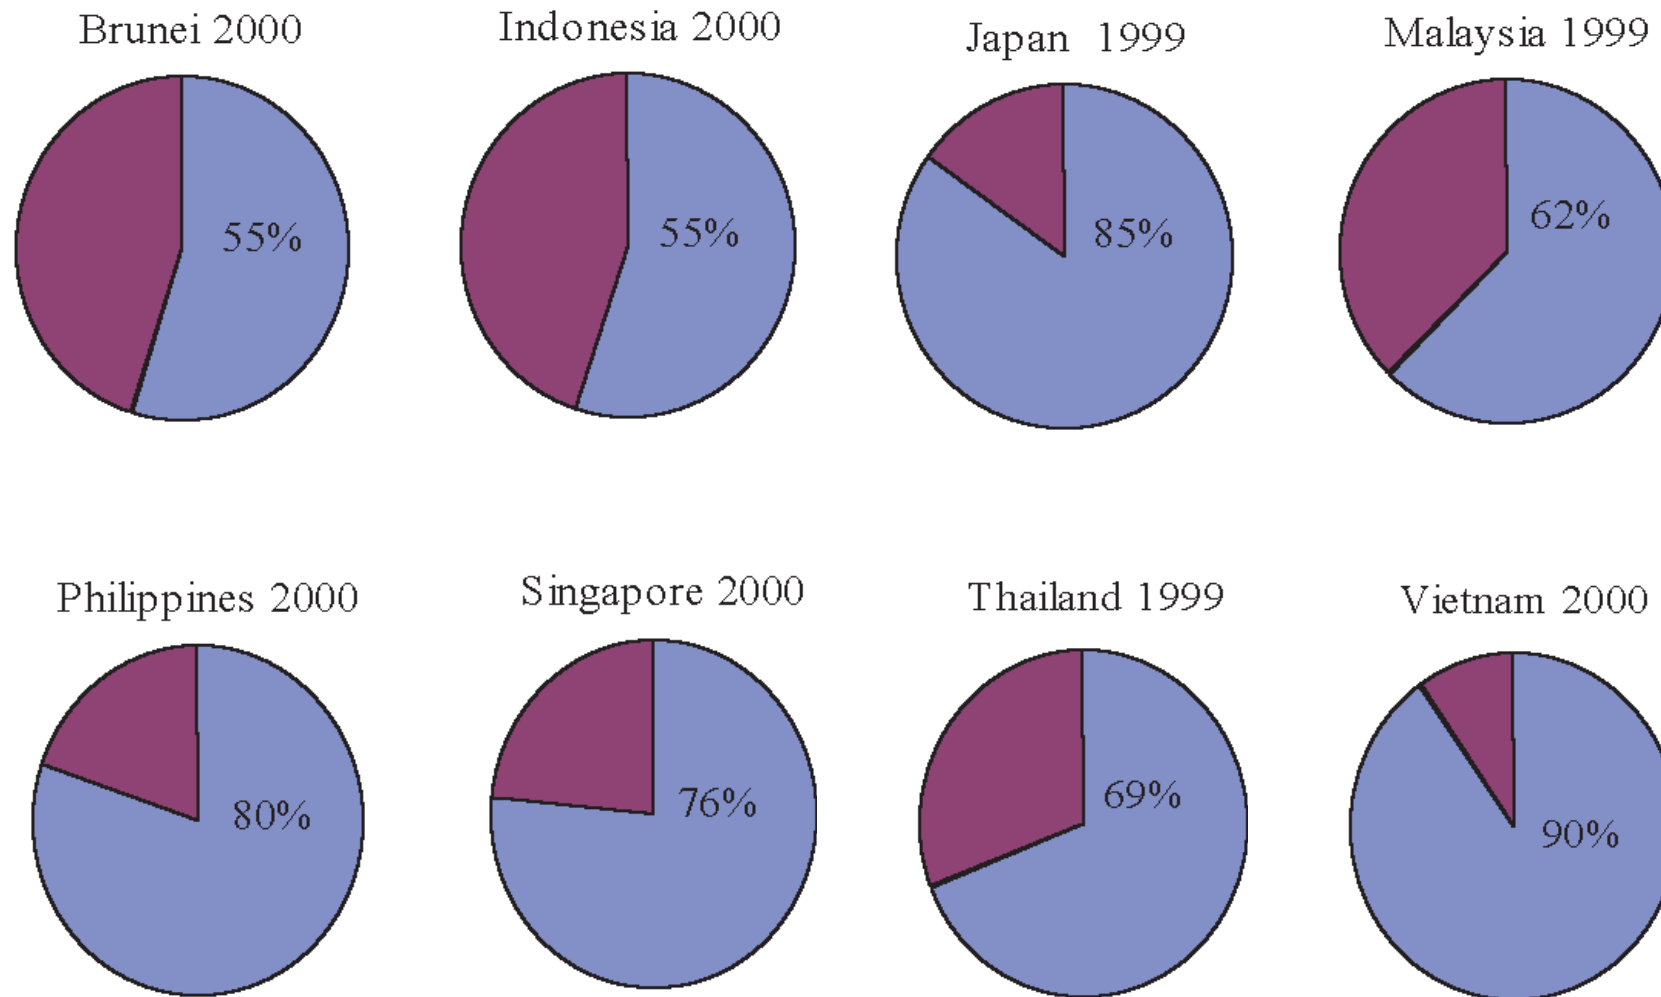 Brunei 2000
Indonesia 2000
Japan 1999
Malaysia 1999
55%
55%
85%
62%
Philippines 2000
Singapore 2000
Thailand 1999
Vietnam 2000
80%
76%
69%
90%